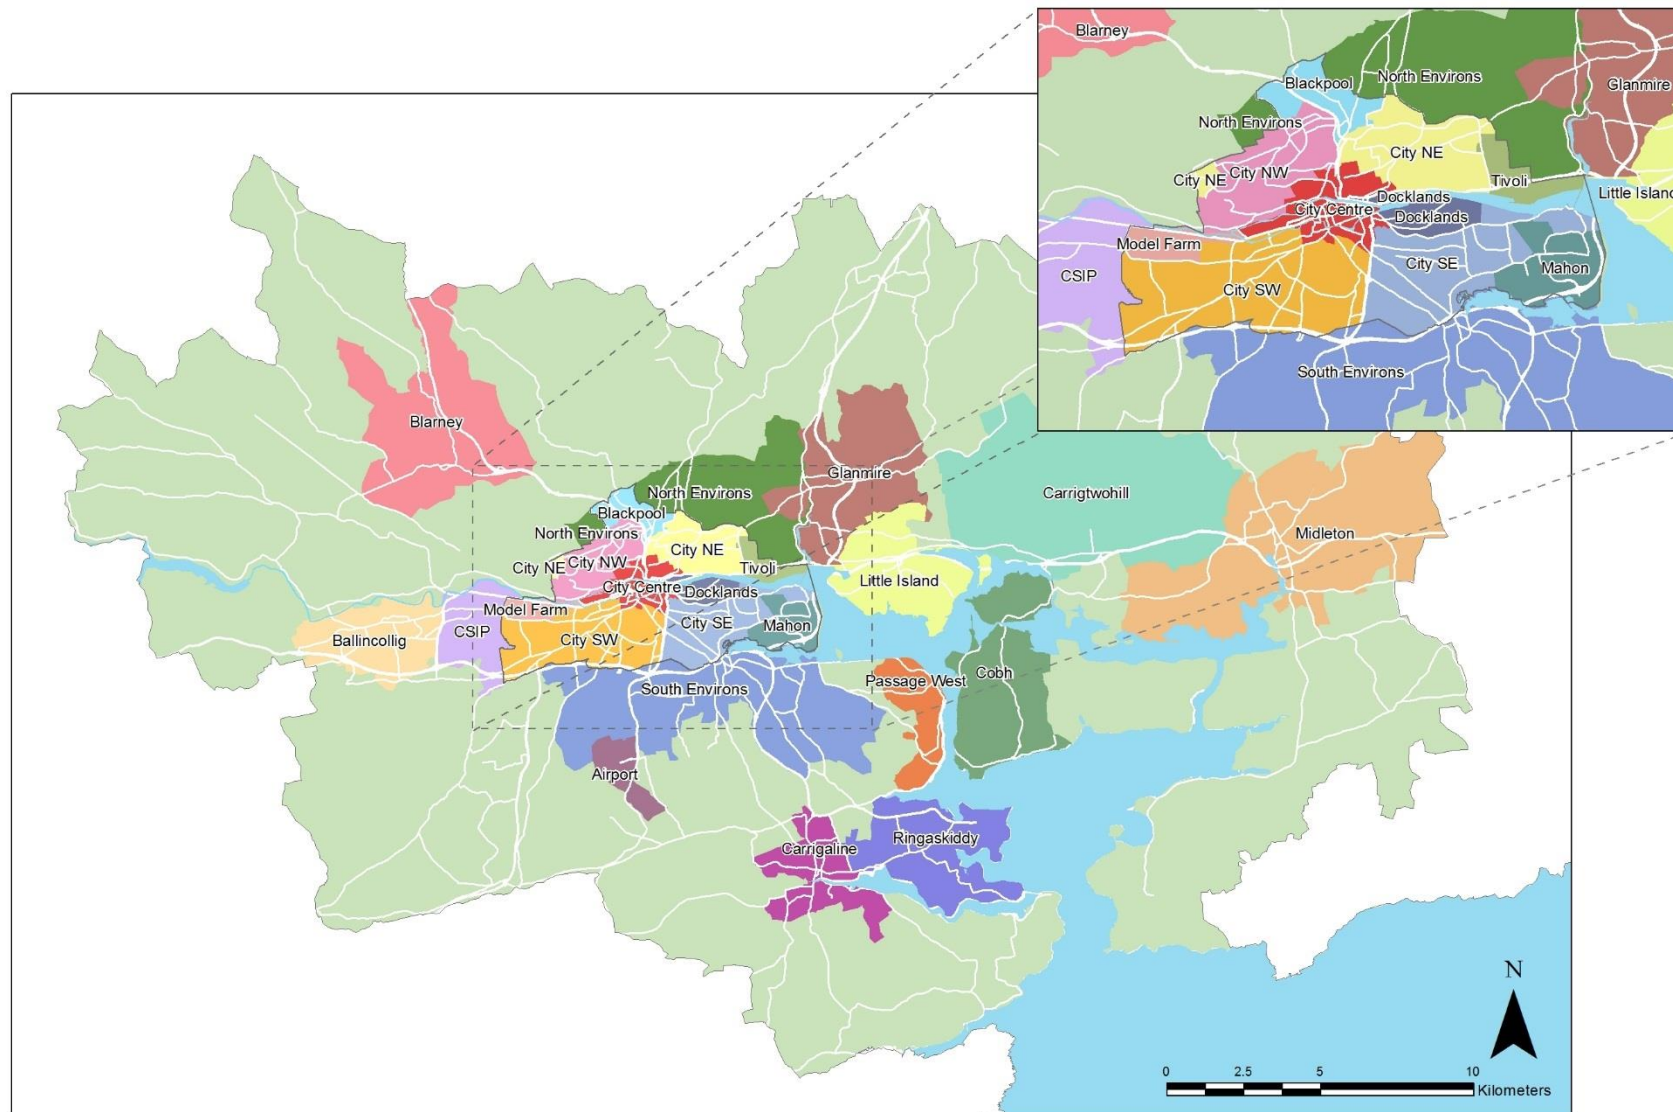 Blarney
North Environs
Blackpool
Glanmire
North Environs
City NE
City NW
City NE
Tivoli
Docklands
Little Island
City Centre
Docklands
Model Farm
City SE
Mahon
CSIP
City SW
South Environs
Blarney
Glanmire
North Environs
Carrigtwohill
Blackpool
North Environs
Midleton
City NE
City NW
City NE
Tivoli
Little Island
City Centre
Docklands
Model Farm
City SE
Mahon
CSIP
City SW
Ballincollig
Passage West
Cobh
South Environs
Airport
Ringaskiddy
Carrigaline
N
0 2.5 5 10
Kilometers